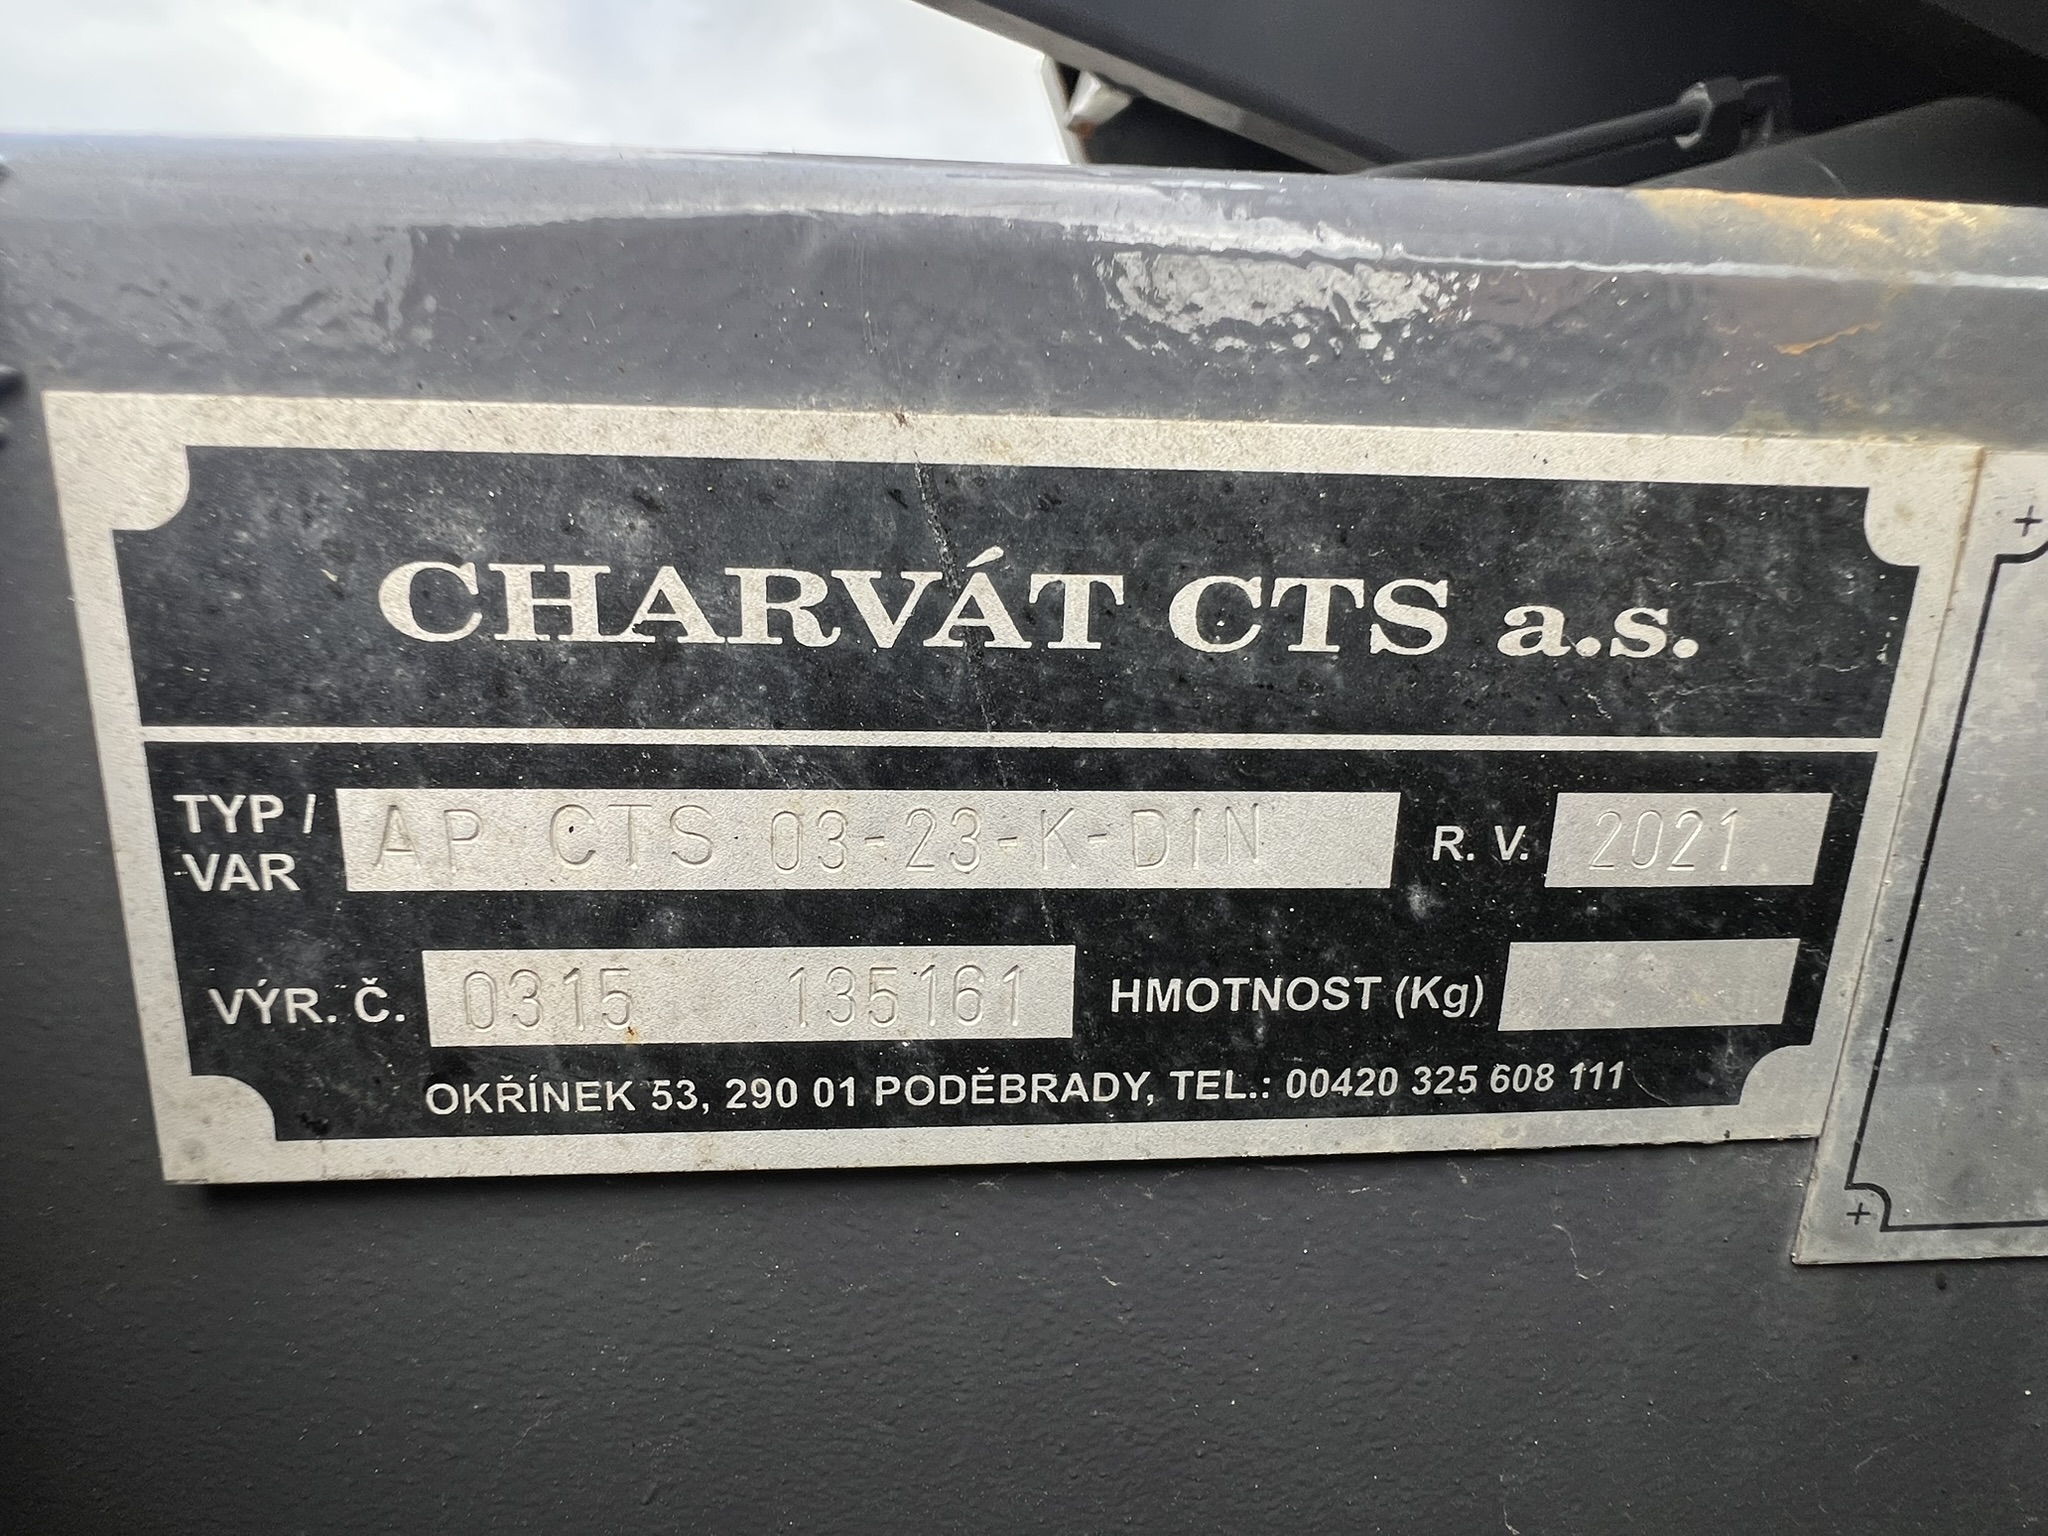 CHARVÁT CTS a.s.
TYP / VAR AP CTS 03-23-K-DIN R. V. 2021
VÝR. Č. 0315 135161 HMOTNOST (Kg)
OKŘÍNEK 53, 290 01 PODĚBRADY, TEL.: 00420 325 608 111